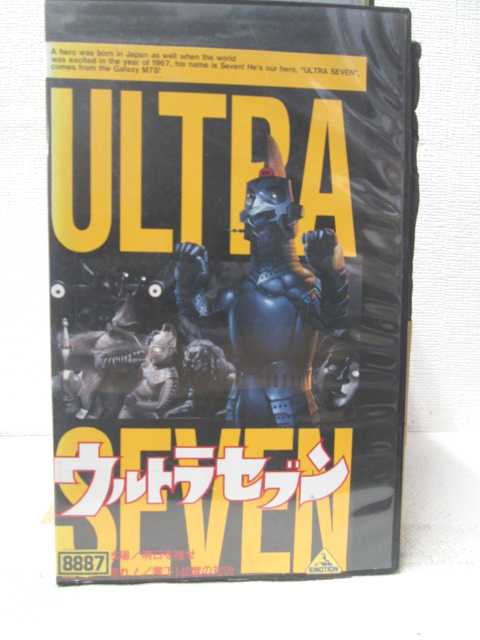 A hero was born in Japan as well when the world
was excited in the year of 1967, his name is Seven! He's our hero, "ULTRA SEVEN",
comes from the Galaxy M78!
ULTRA
SEVEN
ウルトラセブン
8887
EMOTION